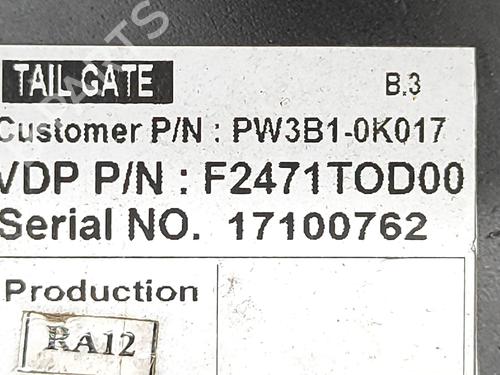 TAIL GATE B.3
Customer P/N : PW3B1-0K017
VDP P/N : F2471TOD00
Serial NO. 17100762
Production
RA12